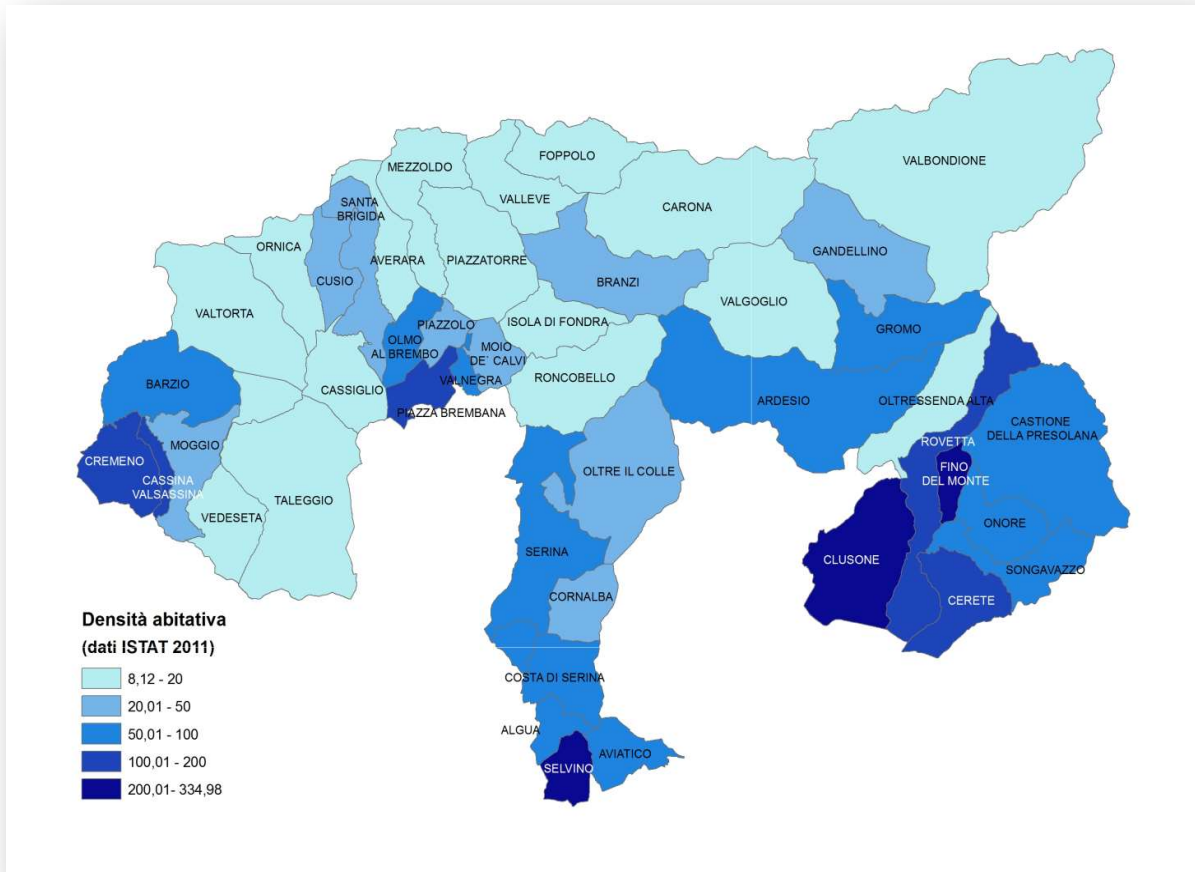 VALBONDIONE
FOPPOLO
MEZZOLDO
VALLEVE
SANTA
BRIGIDA
CARONA
ORNICA
GANDELLINO
AVERARA
PIAZZATORRE
CUSIO
BRANZI
VALGOGLIO
VALTORTA
ISOLA DI FONDRA
PIAZZOLO
GROMO
OLMO
AL BREMBO
MOIO
DE' CALVI
RONCOBELLO
VALNEGRA
BARZIO
CASSIGLIO
ARDESIO
OLTRESSENDA ALTA
PIAZZA BREMBANA
CASTIONE
DELLA PRESOLANA
MOGGIO
ROVETTA
CREMENO
OLTRE IL COLLE
FINO
DEL MONTE
CASSINA
VALSASSINA
TALEGGIO
VEDESETA
ONORE
SERINA
CLUSONE
SONGAVAZZO
CORNALBA
CERETE
COSTA DI SERINA
ALGUA
AVIATICO
SELVINO
Densità abitativa
(dati ISTAT 2011)
8,12 - 20
20,01 - 50
50,01 - 100
100,01 - 200
200,01- 334,98